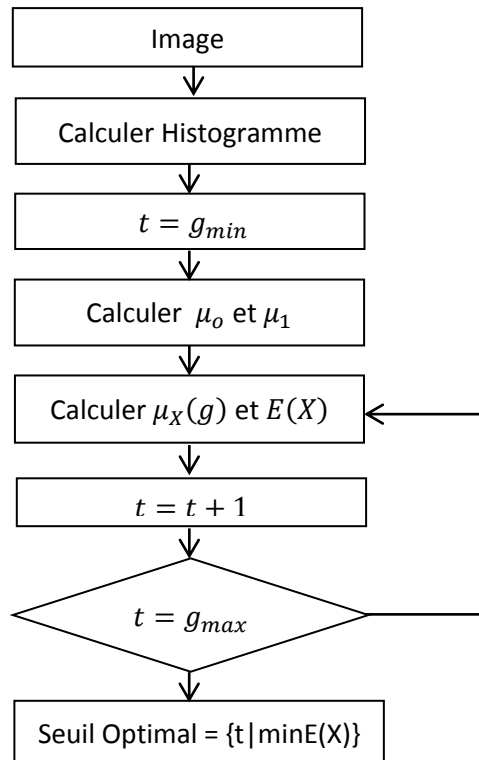 Image
Calculer Histogramme
t = g_min
Calculer μ_o et μ_1
Calculer μ_X(g) et E(X)
t = t + 1
t = g_max
Seuil Optimal = {t|minE(X)}